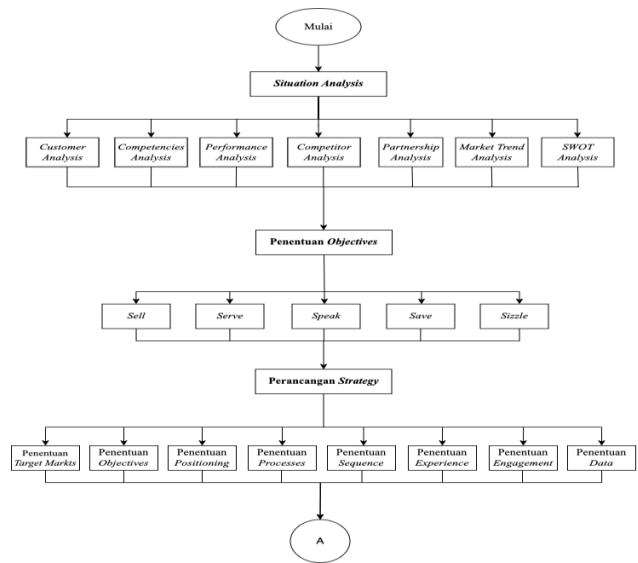 Mulai
Situation Analysis
Customer
Analysis
Competencies
Analysis
Performance
Analysis
Competitor
Analysis
Partnership
Analysis
Market Trend
Analysis
SWOT
Analysis
Penentuan Objectives
Sell
Serve
Speak
Save
Sizzle
Perancangan Strategy
Penentuan
Target Markts
Penentuan
Objectives
Penentuan
Positioning
Penentuan
Processes
Penentuan
Sequence
Penentuan
Experience
Penentuan
Engagement
Penentuan
Data
A